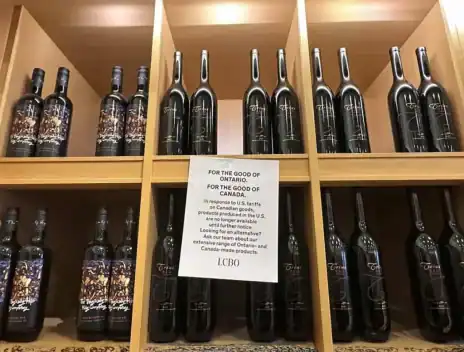 FOR THE GOOD OF
ONTARIO.
FOR THE GOOD OF
CANADA.
In response to U.S. tariffs
on Canadian goods,
products produced in the U.S.
are no longer available
until further notice.
Looking for an alternative?
Ask our team about our
extensive range of Ontario- and
Canada-made products.
LCBO